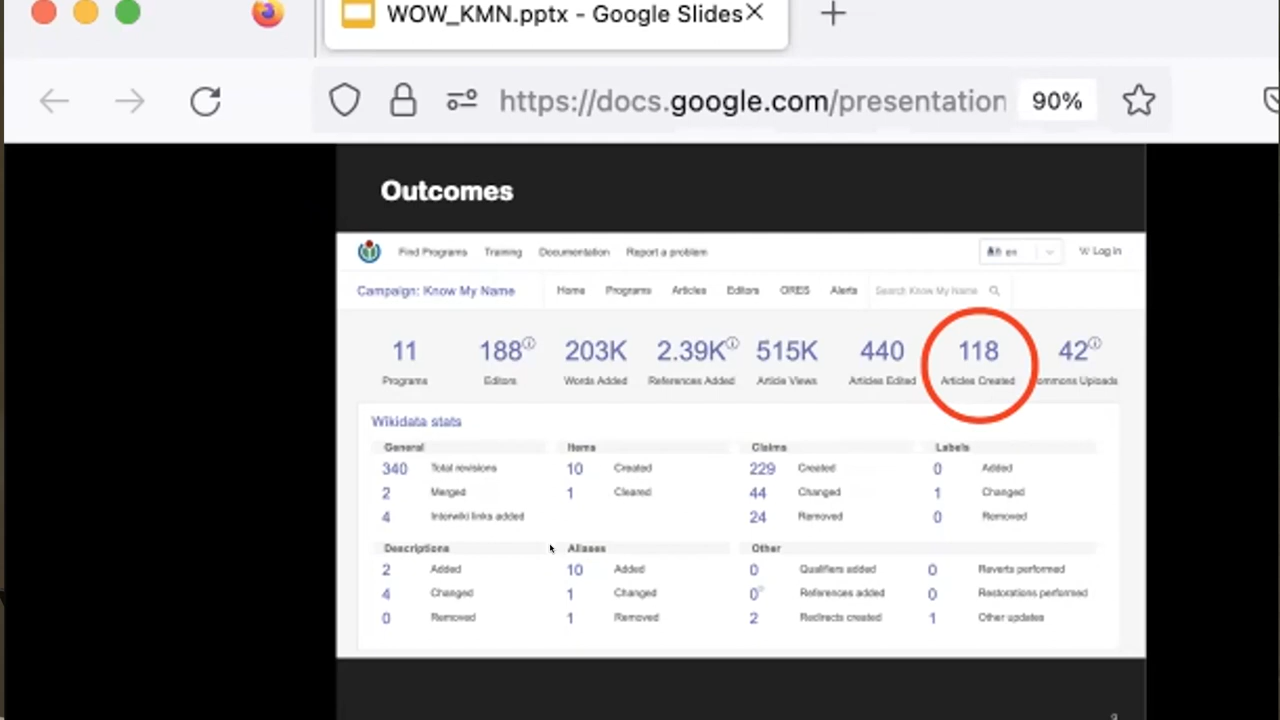 WOW_KMN.pptx - Google Slides
https://docs.google.com/presentation 90%
Outcomes
Find Programs Training Documentation Report a problem en Log in
Campaign: Know My Name Home Programs Articles Editors ORES Alerts Search Know My Name
11 188 203K 2.39K 515K 440 118 42
Programs Editors Words Added References Added Article Views Articles Edited Articles Created ommons Uploads
Wikidata stats
General Items Claims Labels
340 Total revisions 10 Created 229 Created 0 Added
2 Merged 1 Cleared 44 Changed 1 Changed
4 Interwiki links added 24 Removed 0 Removed
Descriptions Aliases Other
2 Added 10 Added 0 Qualifiers added 0 Reverts performed
4 Changed 1 Changed 0 References added 0 Restorations performed
0 Removed 1 Removed 2 Redirects created 1 Other updates